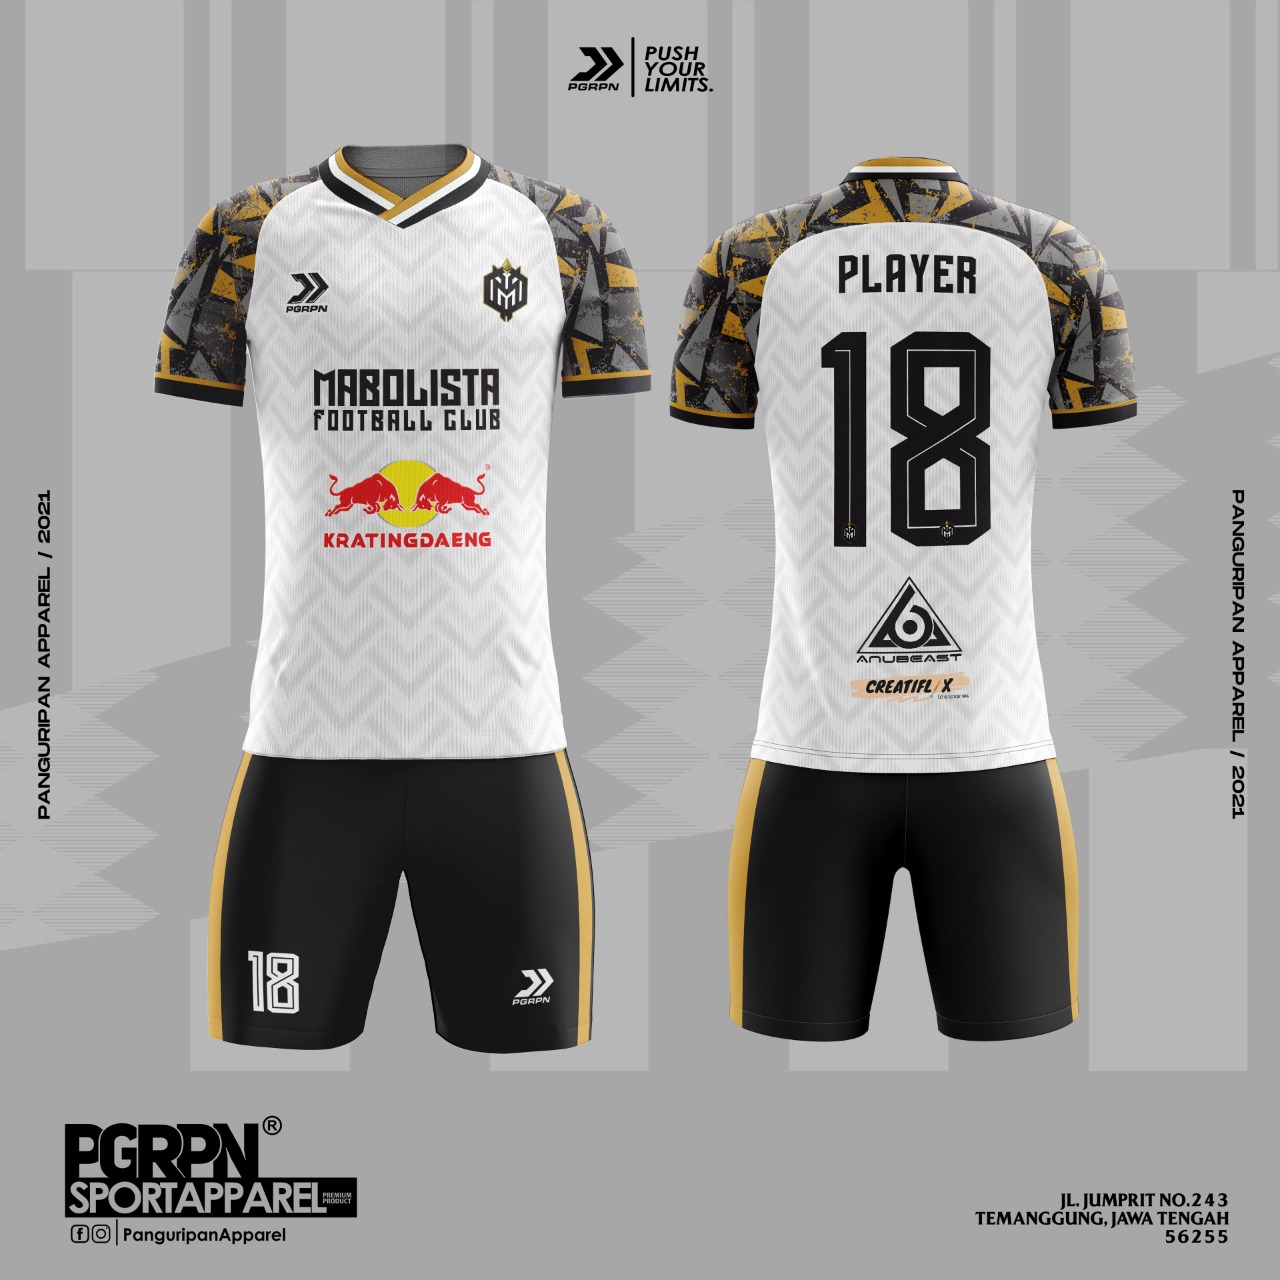 PGRPN
PUSH
YOUR
LIMITS.
PGRPN
MABOLISTA
FOOTBALL CLUB
®
KRATINGDAENG
18
PGRPN
PLAYER
18
6
ANUBEAST
CREATIFL/X
PANGURIPAN APPAREL / 2021
PANGURIPAN APPAREL / 2021
PGRPN®
SPORTAPPAREL PREMIUM PRODUCT
PanguripanApparel
JL. JUMPRIT NO.243
TEMANGGUNG, JAWA TENGAH
56255